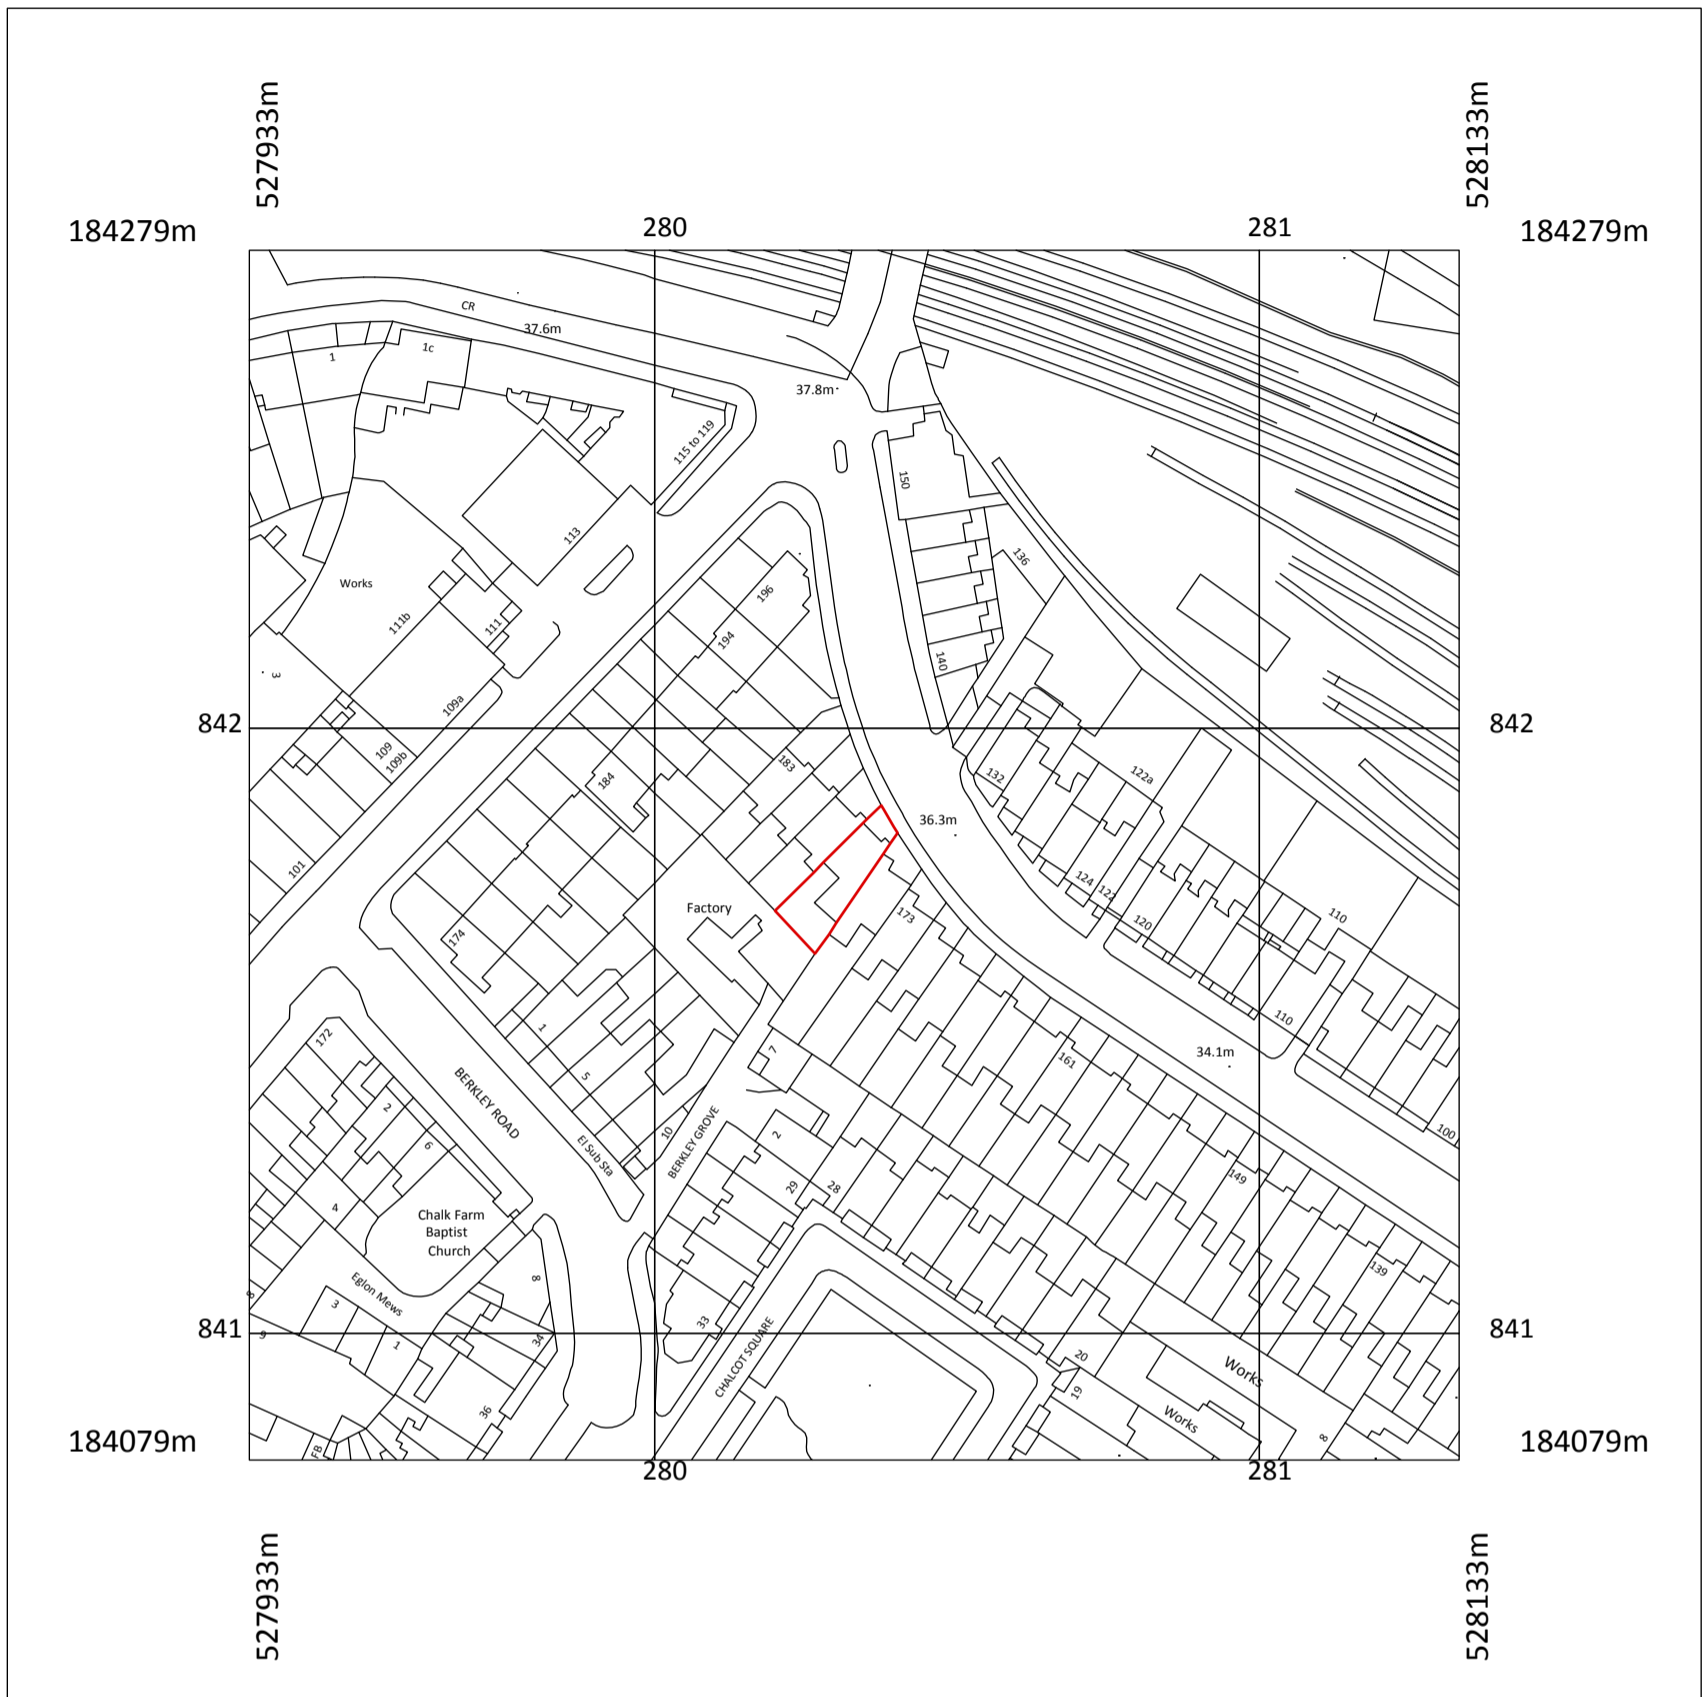 527933m
528133m
184279m
280
281
184279m
CR
37.6m
1
1c
37.8m
115 to 119
150
113
136
Works
196
111b
111
194
140
3
109a
842
842
109
109b
183
132
122a
184
36.3m
101
124
122
Factory
173
110
120
174
110
1
172
34.1m
7
161
5
BERKLEY ROAD
2
10
2
100
6
El Sub Sta
BERKLEY GROVE
149
29
28
4
Chalk Farm
Baptist
Church
139
8
Eglon Mews
8
3
33
841
9
1
34
841
CHALCOT SQUARE
20
Works
19
36
Works
8
FB
184079m
280
281
184079m
527933m
528133m